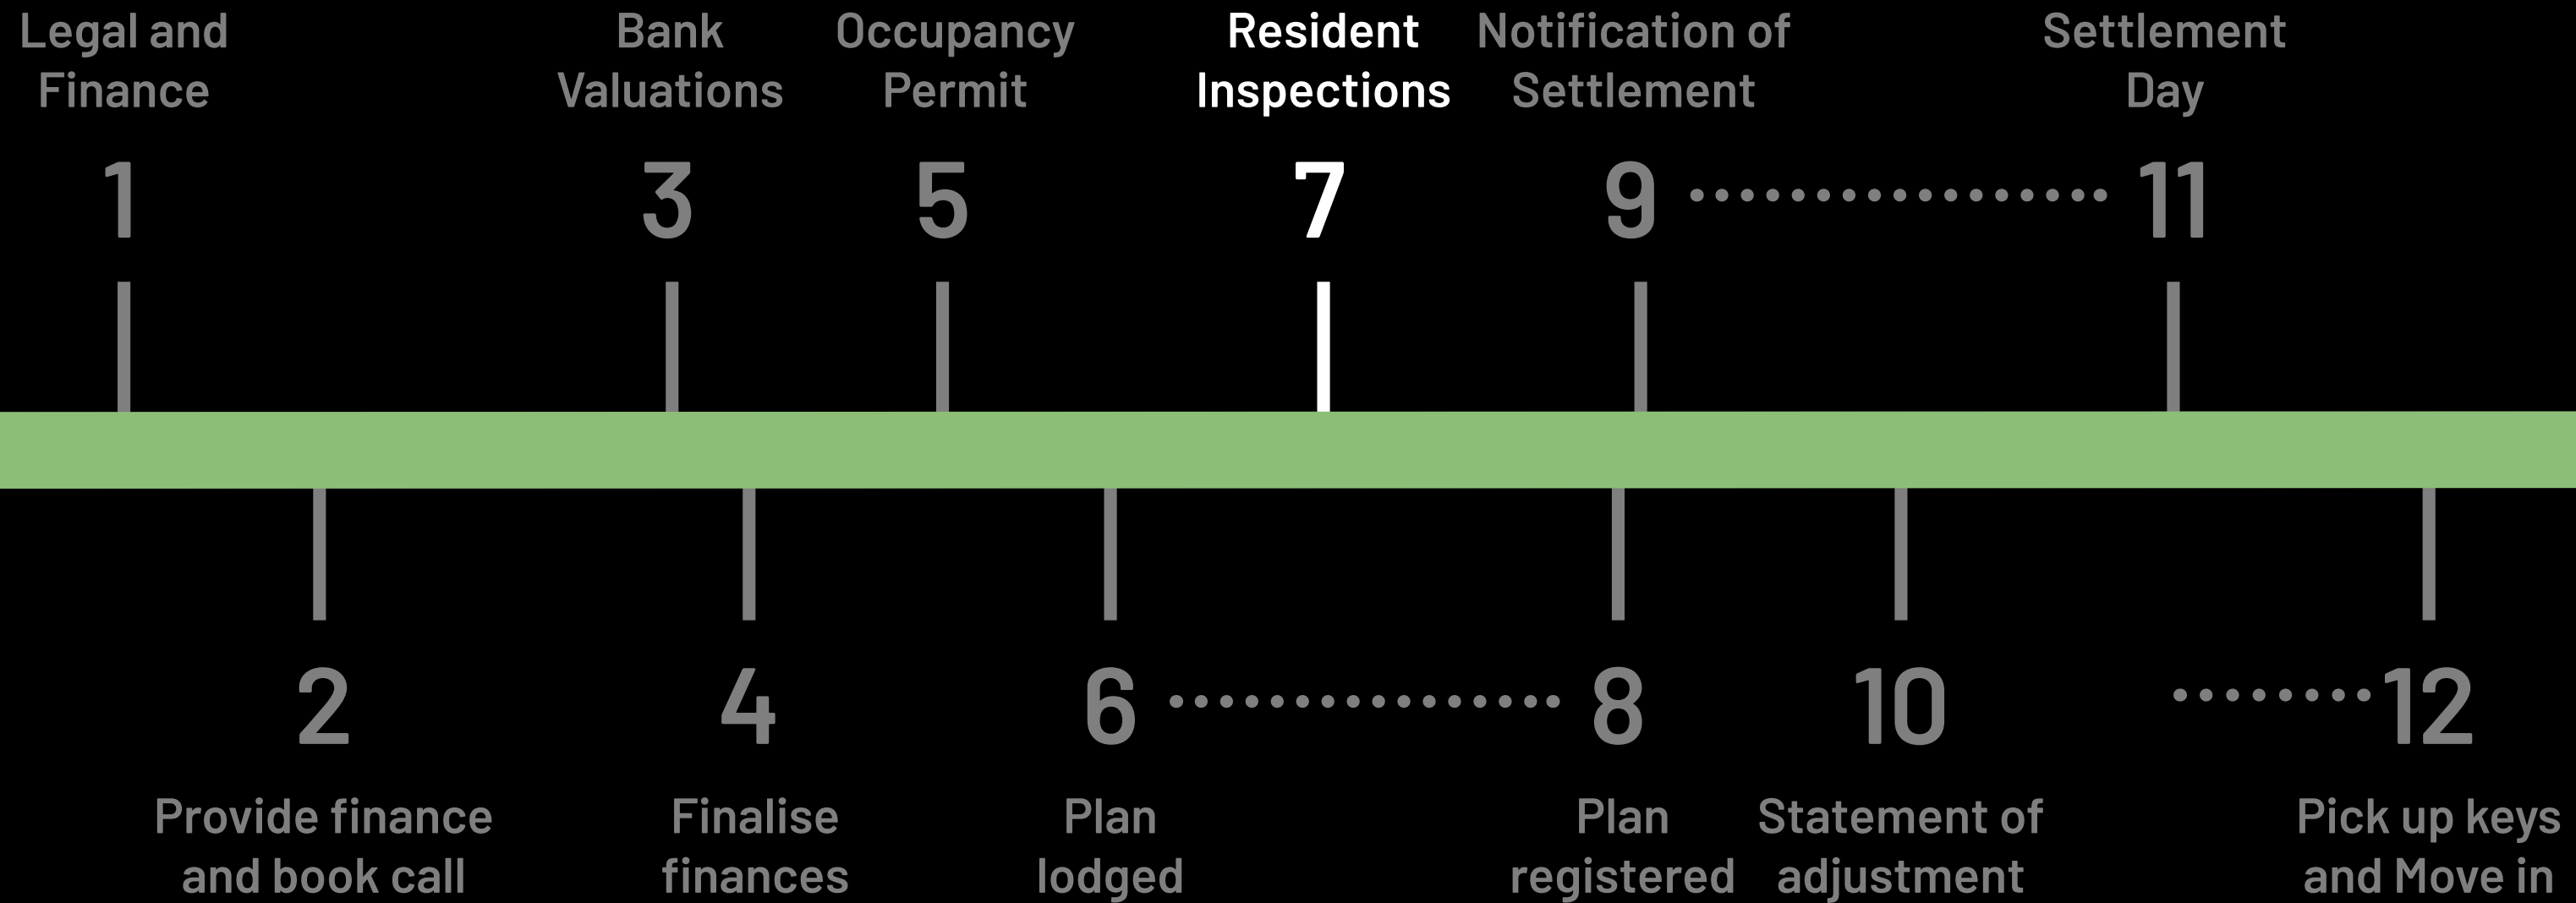 Legal and
Finance
1
Bank
Valuations
3
Occupancy
Permit
5
Resident
Inspections
7
Notification of
Settlement
9
Settlement
Day
11
2
Provide finance
and book call
4
Finalise
finances
6
Plan
lodged
8
Plan
registered
10
Statement of
adjustment
12
Pick up keys
and Move in